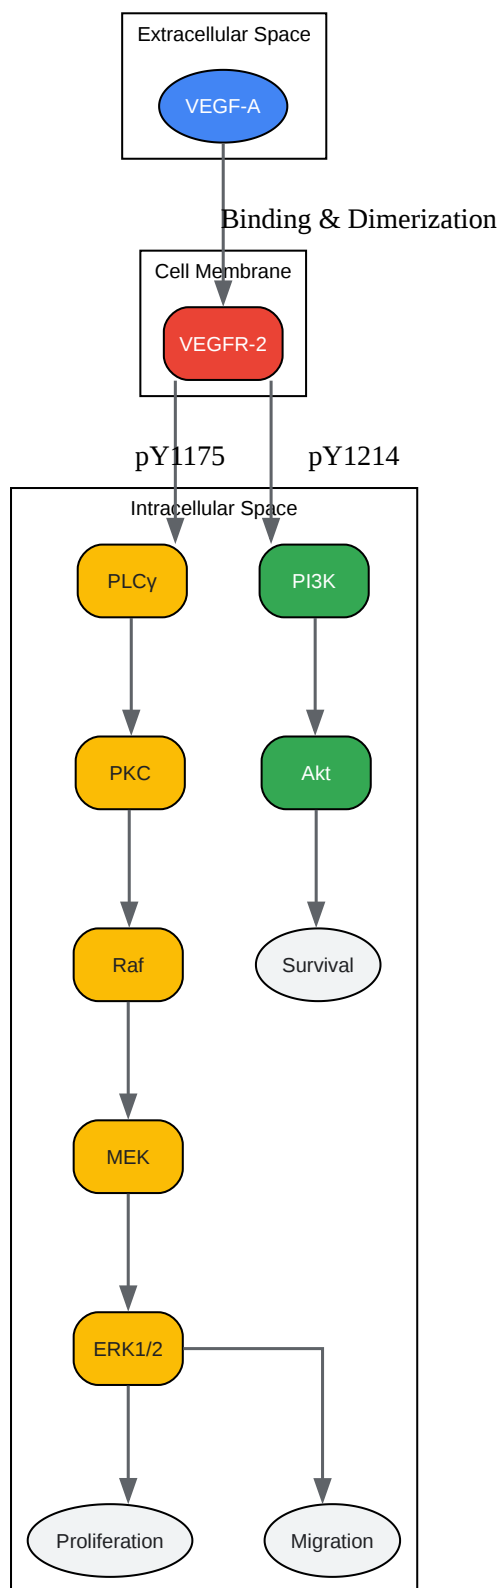 Extracellular Space
VEGF-A
Binding & Dimerization
Cell Membrane
VEGFR-2
pY1175
pY1214
Intracellular Space
PLCγ
PI3K
PKC
Akt
Raf
Survival
MEK
ERK1/2
Proliferation
Migration